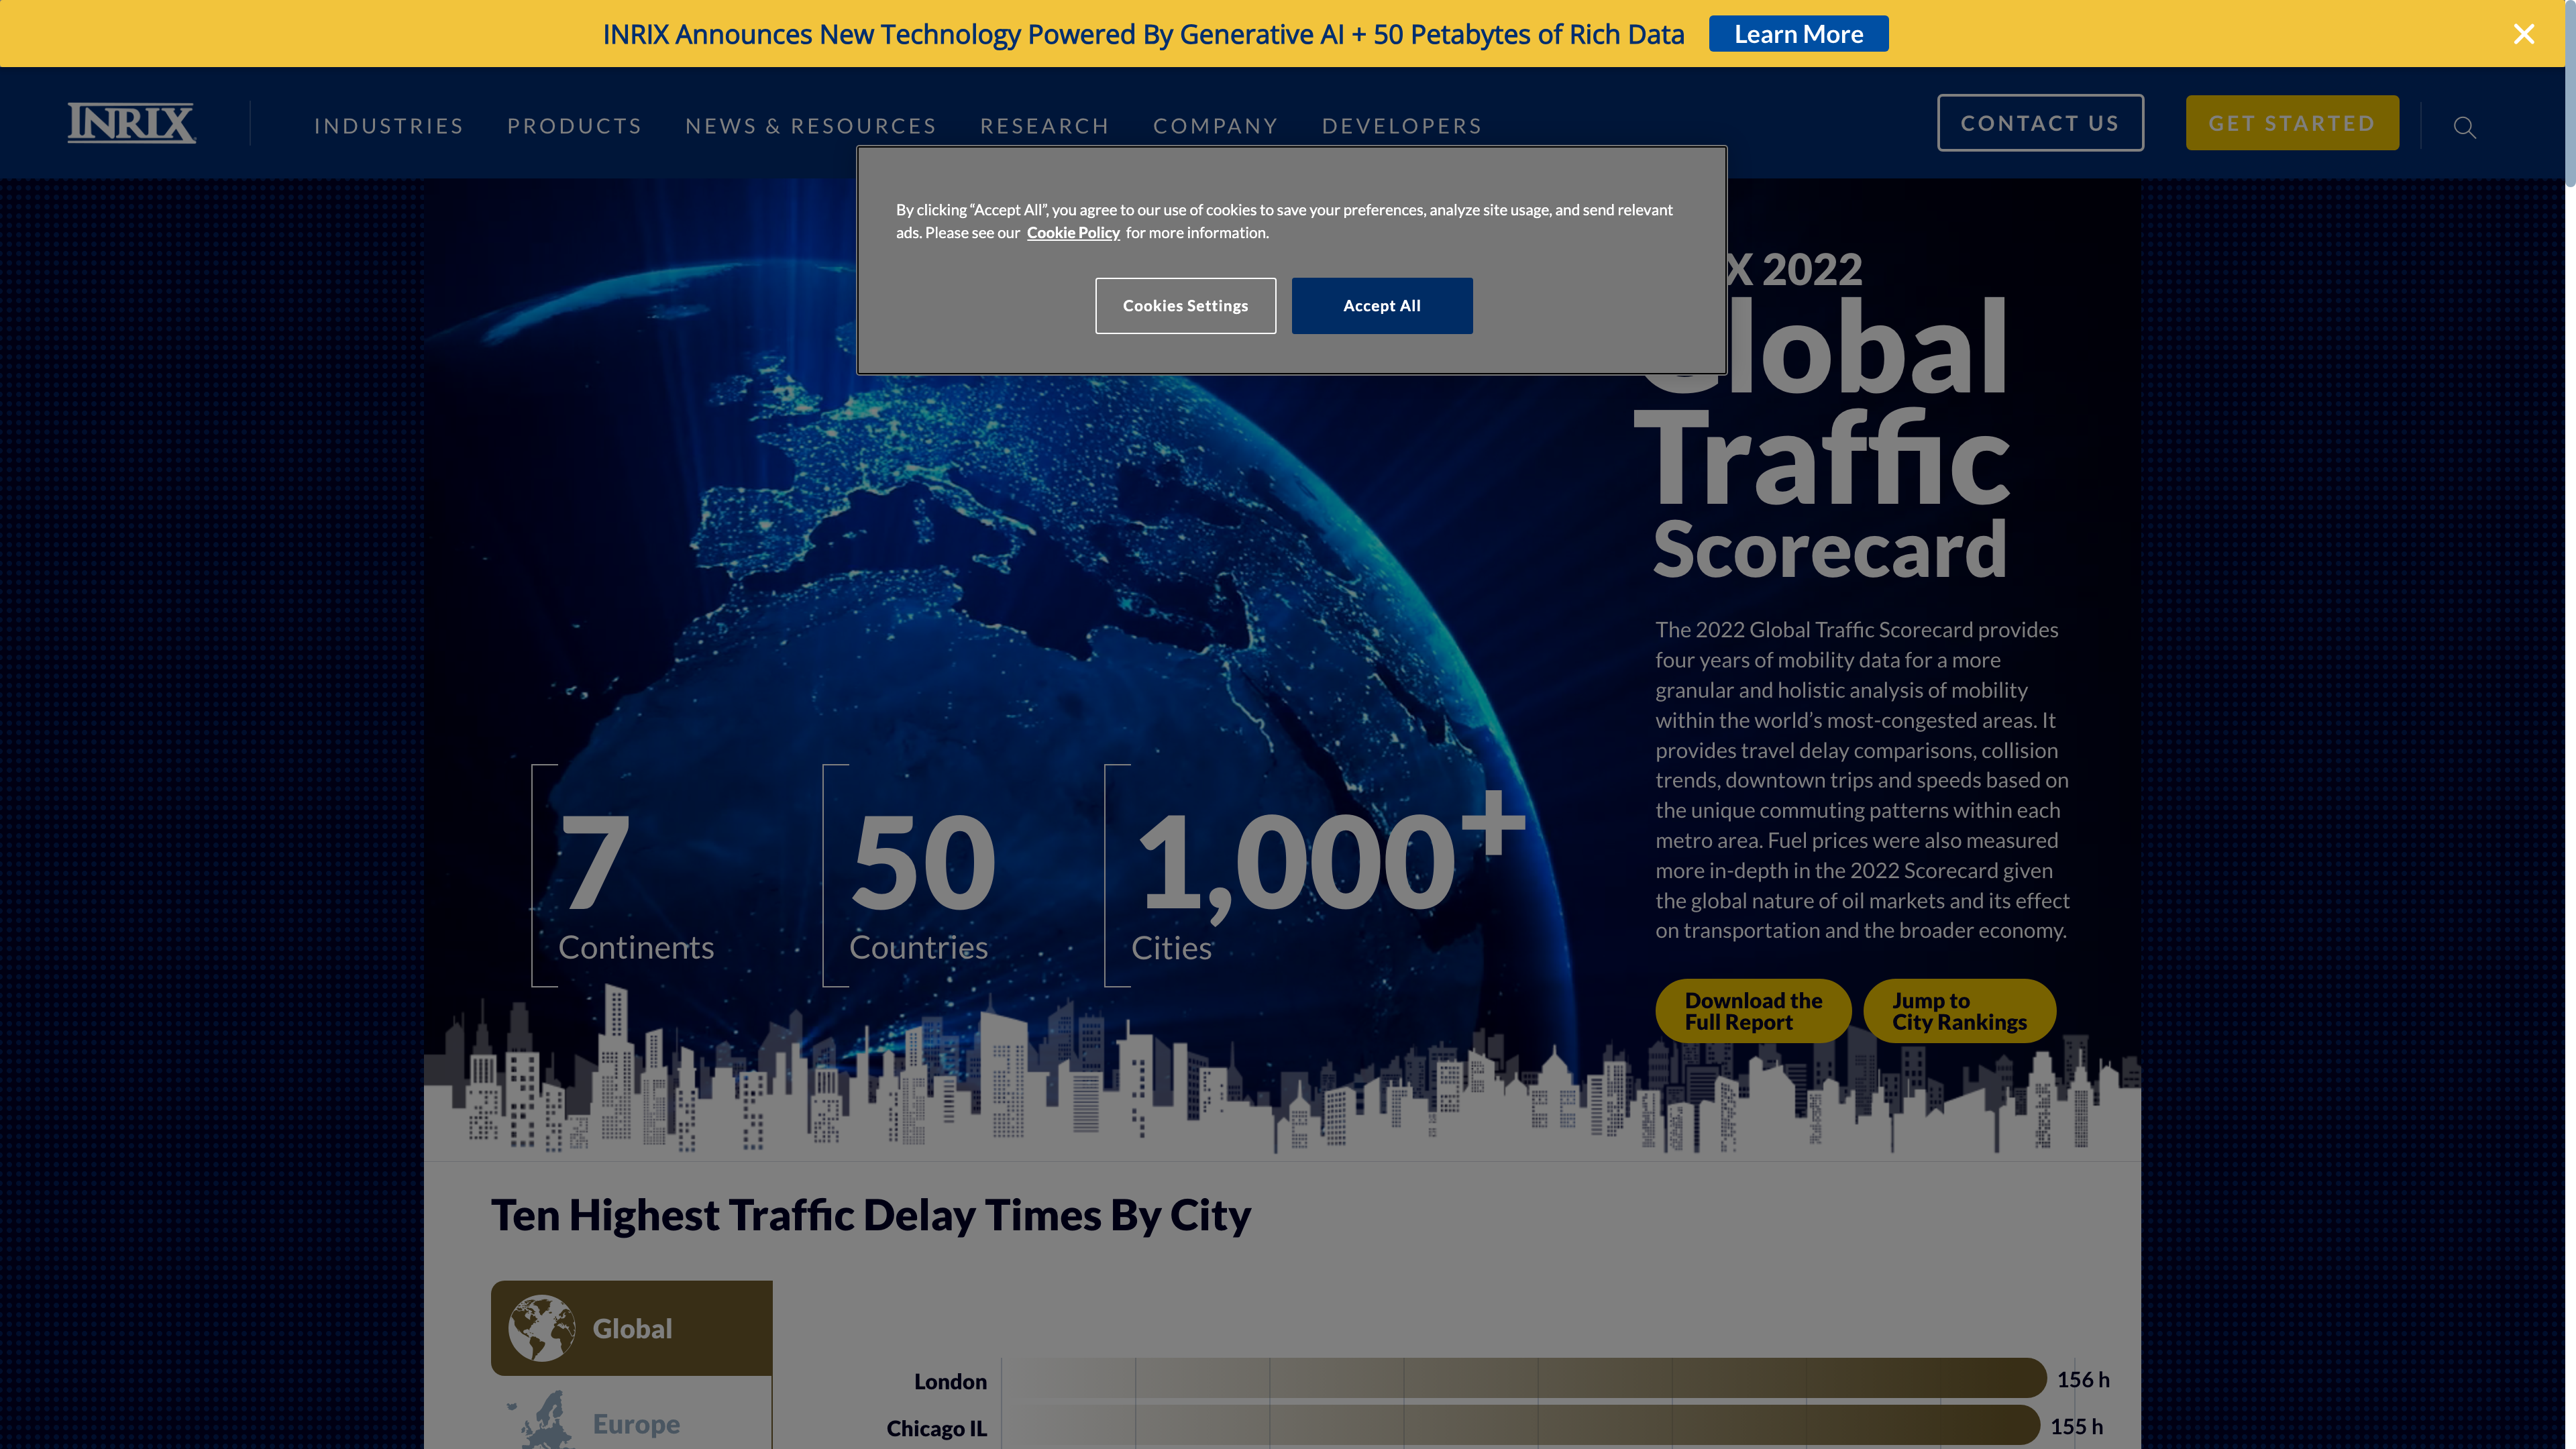 INRIX Announces New Technology Powered By Generative AI + 50 Petabytes of Rich Data
Learn More
INRIX
INDUSTRIES
PRODUCTS
NEWS & RESOURCES
RESEARCH
COMPANY
DEVELOPERS
CONTACT US
GET STARTED
By clicking “Accept All”, you agree to our use of cookies to save your preferences, analyze site usage, and send relevant
ads. Please see our Cookie Policy for more information.
Cookies Settings
Accept All
X 2022
Global
Traffic
Scorecard
The 2022 Global Traffic Scorecard provides
four years of mobility data for a more
granular and holistic analysis of mobility
within the world’s most-congested areas. It
provides travel delay comparisons, collision
trends, downtown trips and speeds based on
the unique commuting patterns within each
metro area. Fuel prices were also measured
more in-depth in the 2022 Scorecard given
the global nature of oil markets and its effect
on transportation and the broader economy.
7
Continents
50
Countries
1,000+
Cities
Download the
Full Report
Jump to
City Rankings
Ten Highest Traffic Delay Times By City
Global
Europe
London
156 h
Chicago IL
155 h